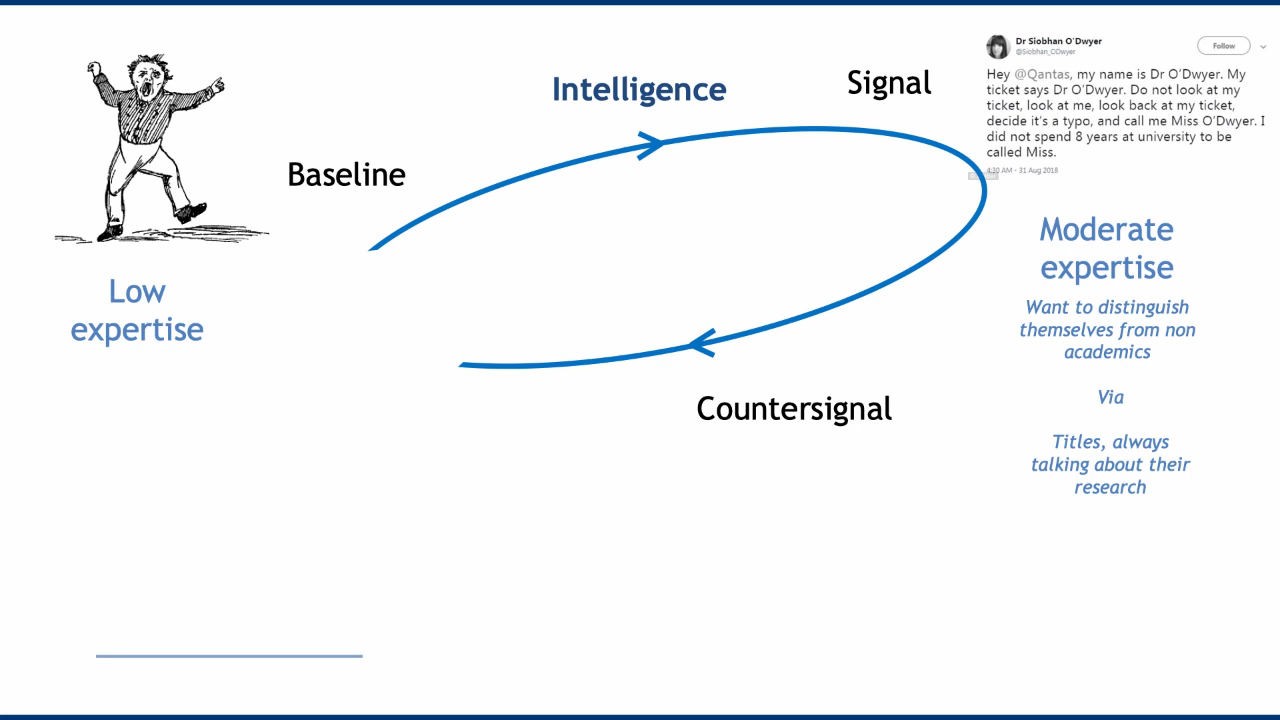 Intelligence
Signal
Baseline
Low
expertise
Countersignal
Dr Siobhan O'Dwyer
@Siobhan_ODwyer
Follow
Hey @Qantas, my name is Dr O'Dwyer. My
ticket says Dr O'Dwyer. Do not look at my
ticket, look at me, look back at my ticket,
decide it's a typo, and call me Miss O'Dwyer. I
did not spend 8 years at university to be
called Miss.
4:30 AM - 31 Aug 2018
Moderate
expertise
Want to distinguish
themselves from non
academics
Via
Titles, always
talking about their
research